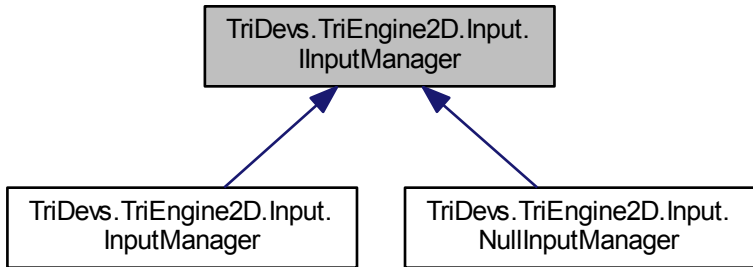 TriDevs.TriEngine2D.Input.
IInputManager
TriDevs.TriEngine2D.Input.
InputManager
TriDevs.TriEngine2D.Input.
NullInputManager